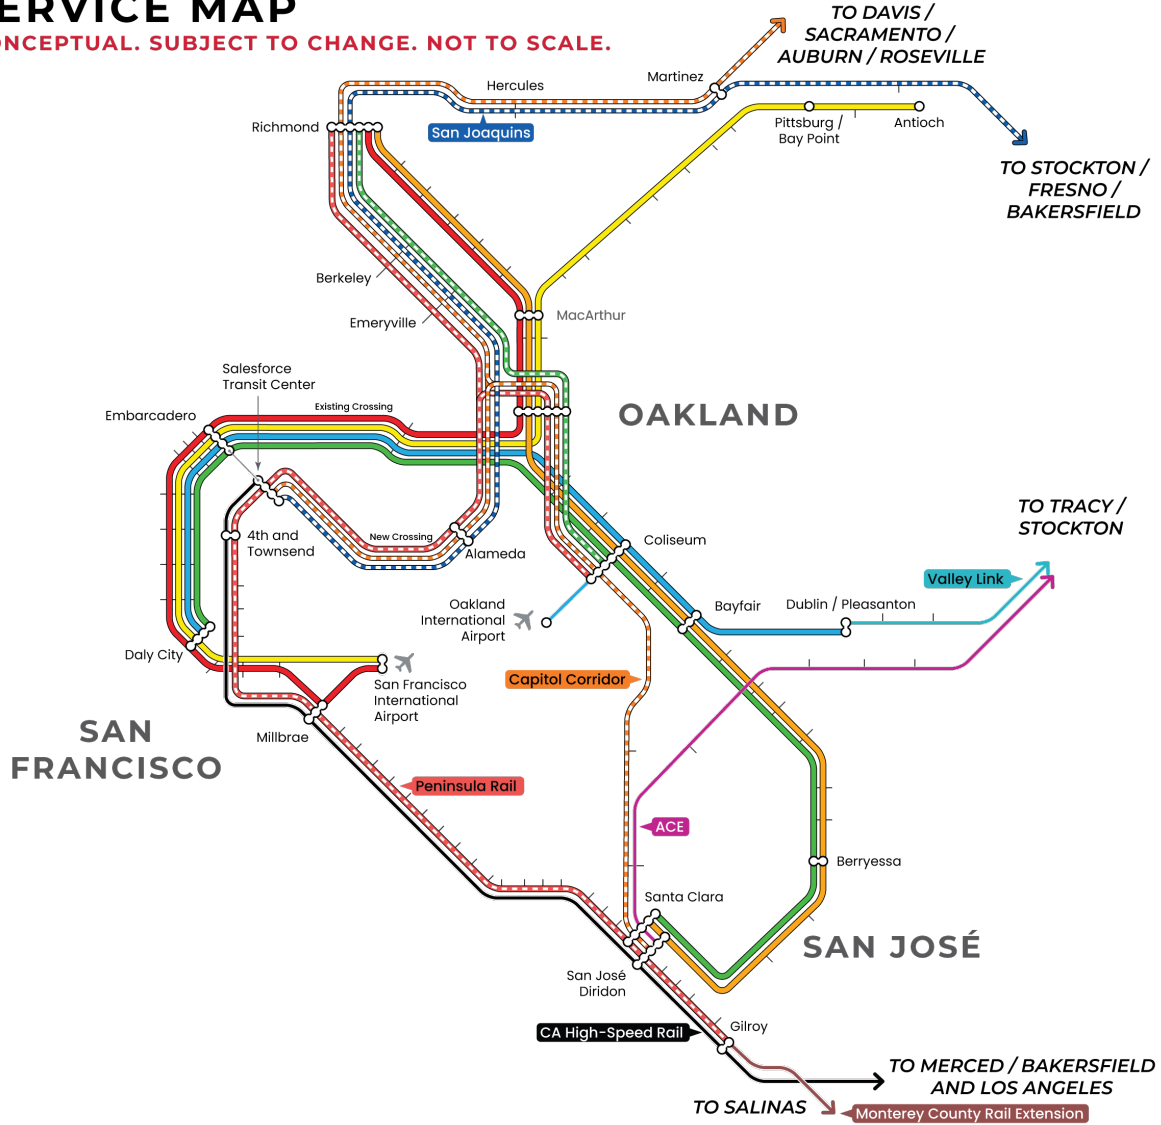 ERVICE MAP
ONCEPTUAL. SUBJECT TO CHANGE. NOT TO SCALE.
TO DAVIS /
SACRAMENTO /
AUBURN / ROSEVILLE
Martinez
Hercules
San Joaquins
Richmond
Pittsburg /
Bay Point
Antioch
TO STOCKTON /
FRESNO /
BAKERSFIELD
Berkeley
Emeryville
MacArthur
Salesforce
Transit Center
Embarcadero
Existing Crossing
OAKLAND
4th and
Townsend
New Crossing
Alameda
Coliseum
TO TRACY /
STOCKTON
Valley Link
Oakland
International
Airport
Bayfair
Dublin / Pleasanton
Daly City
San Francisco
International
Airport
Capitol Corridor
SAN
FRANCISCO
Millbrae
Peninsula Rail
ACE
Berryessa
Santa Clara
SAN JOSÉ
San José
Diridon
CA High-Speed Rail
Gilroy
TO MERCED / BAKERSFIELD
AND LOS ANGELES
TO SALINAS
Monterey County Rail Extension